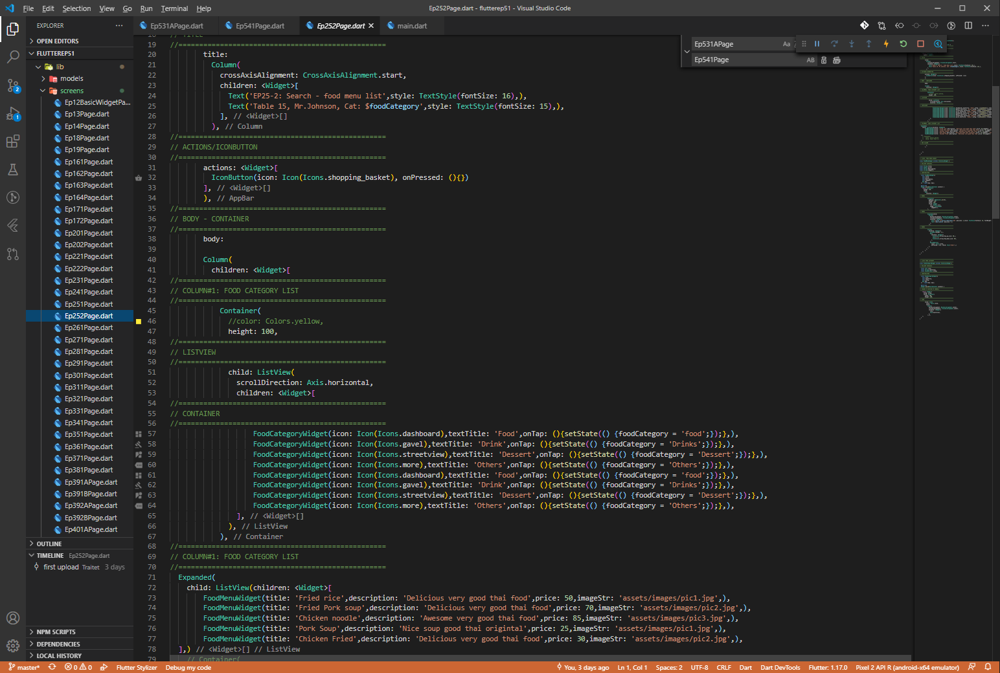 File Edit Selection View Go Run Terminal Help
Ep252Page.dart - flutterep51 - Visual Studio Code
EXPLORER
OPEN EDITORS
FLUTTEREP51
lib
models
screens
Ep12BasicWidgetPa...
Ep13Page.dart
Ep14Page.dart
Ep18Page.dart
Ep19Page.dart
Ep161Page.dart
Ep162Page.dart
Ep163Page.dart
Ep164Page.dart
Ep171Page.dart
Ep172Page.dart
Ep201Page.dart
Ep202Page.dart
Ep221Page.dart
Ep222Page.dart
Ep231Page.dart
Ep241Page.dart
Ep251Page.dart
Ep252Page.dart
Ep261Page.dart
Ep271Page.dart
Ep281Page.dart
Ep291Page.dart
Ep301Page.dart
Ep311Page.dart
Ep321Page.dart
Ep331Page.dart
Ep341Page.dart
Ep351Page.dart
Ep361Page.dart
Ep371Page.dart
Ep381Page.dart
Ep391APage.dart
Ep391BPage.dart
Ep392APage.dart
Ep392BPage.dart
Ep401APage.dart
OUTLINE
TIMELINE Ep252Page.dart
first upload Traitet 3 days
NPM SCRIPTS
DEPENDENCIES
LOCAL HISTORY
2
1
Ep531APage.dart Ep541Page.dart Ep252Page.dart main.dart
Ep531APage Aa
Ep541Page AB
18 // TITLE
19 //==================================================
20 title:
21 Column(
22 crossAxisAlignment: CrossAxisAlignment.start,
23 children: <Widget>[
24 Text('EP25-2: Search - food menu list',style: TextStyle(fontSize: 16),),
25 Text('Table 15, Mr.Johnson, Cat: $foodCategory',style: TextStyle(fontSize: 15),),
26 ], // <Widget>[]
27 ), // Column
28 //==================================================
29 // ACTIONS/ICONBUTTON
30 //==================================================
31 actions: <Widget>[
32 IconButton(icon: Icon(Icons.shopping_basket), onPressed: (){})
33 ], // <Widget>[]
34 ), // AppBar
35 //==================================================
36 // BODY - CONTAINER
37 //==================================================
38 body:
39
40 Column(
41 children: <Widget>[
42 //==================================================
43 // COLUMN#1: FOOD CATEGORY LIST
44 //==================================================
45 Container(
46 //color: Colors.yellow,
47 height: 100,
48 //==================================================
49 // LISTVIEW
50 //==================================================
51 child: ListView(
52 scrollDirection: Axis.horizontal,
53 children: <Widget>[
54 //==================================================
55 // CONTAINER
56 //==================================================
57 FoodCategoryWidget(icon: Icon(Icons.dashboard),textTitle: 'Food',onTap: (){setState(() {foodCategory = 'food';});},),
58 FoodCategoryWidget(icon: Icon(Icons.gavel),textTitle: 'Drink',onTap: (){setState(() {foodCategory = 'Drinks';});},),
59 FoodCategoryWidget(icon: Icon(Icons.streetview),textTitle: 'Dessert',onTap: (){setState(() {foodCategory = 'Dessert';});},),
60 FoodCategoryWidget(icon: Icon(Icons.more),textTitle: 'Others',onTap: (){setState(() {foodCategory = 'Others';});},),
61 FoodCategoryWidget(icon: Icon(Icons.dashboard),textTitle: 'Food',onTap: (){setState(() {foodCategory = 'food';});},),
62 FoodCategoryWidget(icon: Icon(Icons.gavel),textTitle: 'Drink',onTap: (){setState(() {foodCategory = 'Drinks';});},),
63 FoodCategoryWidget(icon: Icon(Icons.streetview),textTitle: 'Dessert',onTap: (){setState(() {foodCategory = 'Dessert';});},),
64 FoodCategoryWidget(icon: Icon(Icons.more),textTitle: 'Others',onTap: (){setState(() {foodCategory = 'Others';});},),
65 ], // <Widget>[]
66 ), // ListView
67 ), // Container
68 //==================================================
69 // COLUMN#1: FOOD CATEGORY LIST
70 //==================================================
71 Expanded(
72 child: ListView(children: <Widget>[
73 FoodMenuWidget(title: 'Fried rice',description: 'Delicious very good thai food',price: 50,imageStr: 'assets/images/pic1.jpg',),
74 FoodMenuWidget(title: 'Fried Pork soup',description: 'Delicious very good thai food',price: 70,imageStr: 'assets/images/pic2.jpg',),
75 FoodMenuWidget(title: 'Chicken noodle',description: 'Awesome very good thai food',price: 85,imageStr: 'assets/images/pic3.jpg',),
76 FoodMenuWidget(title: 'Pork Soup',description: 'Nice soup good thai origintal',price: 25,imageStr: 'assets/images/pic1.jpg',),
77 FoodMenuWidget(title: 'Chicken Fried',description: 'Delicious very good thai food',price: 30,imageStr: 'assets/images/pic2.jpg',),
78 ],) // <Widget>[] // ListView
79 // Container(
master* 0 0 Flutter Stylizer Debug my code You, 3 days ago Ln 1, Col 1 Spaces: 2 UTF-8 CRLF Dart Dart DevTools Flutter: 1.17.0 Pixel 2 API R (android-x64 emulator)